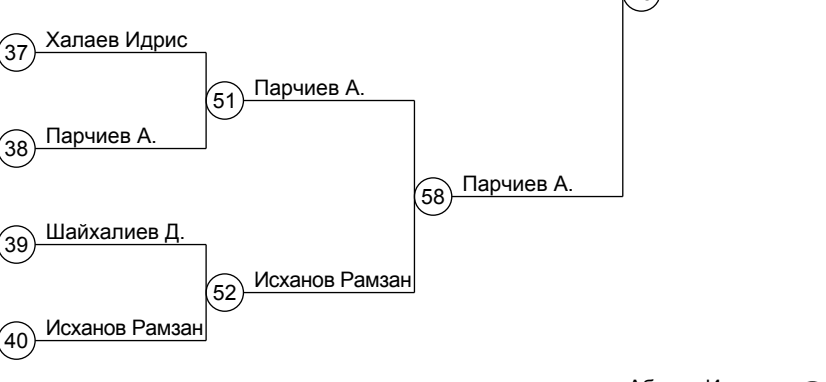 37 Халаев Идрис
51 Парчиев А.
38 Парчиев А.
58 Парчиев А.
39 Шайхалиев Д.
52 Исханов Рамзан
40 Исханов Рамзан